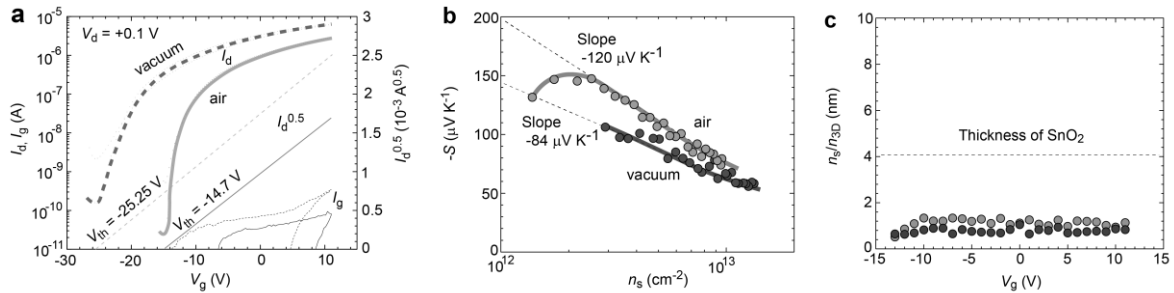 a
V_d = +0.1 V
vacuum
I_d
air
I_d^0.5
V_th = -25.25 V
V_th = -14.7 V
I_g
10^-5
10^-6
10^-7
10^-8
10^-9
10^-10
10^-11
I_d, I_g (A)
3
2.5
2
1.5
1
0.5
0
I_d^0.5 (10^-3 A^0.5)
-30 -20 -10 0 10
V_g (V)
b
200
150
100
50
0
-S (μV K^-1)
Slope
-120 μV K^-1
Slope
-84 μV K^-1
air
vacuum
10^12 10^13
n_s (cm^-2)
c
10
8
6
4
2
0
n_s/n_3D (nm)
Thickness of SnO_2
-15 -10 -5 0 5 10 15
V_g (V)